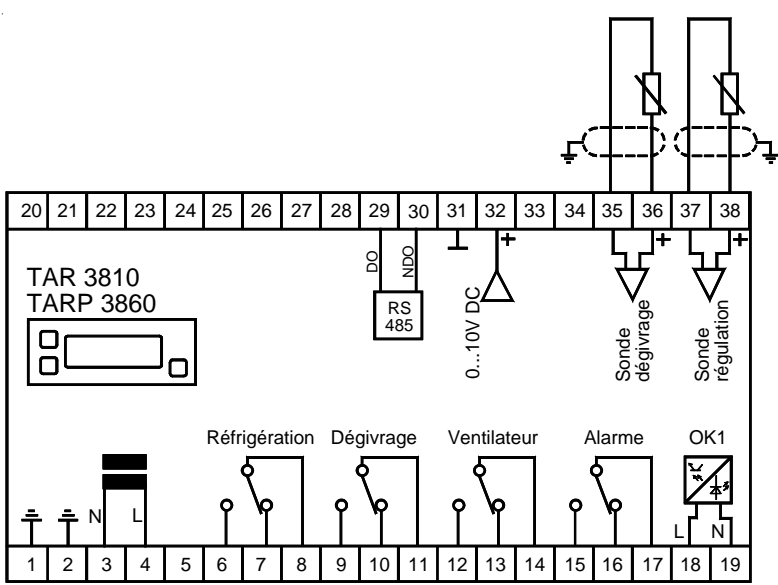 20 21 22 23 24 25 26 27 28 29 30 31 32 33 34 35 36 37 38
DO
NDO
+
+
+
TAR 3810
TARP 3860
RS
485
0...10V DC
Sonde
dégivrage
Sonde
régulation
Réfrigération Dégivrage Ventilateur Alarme OK1
N L L N
1 2 3 4 5 6 7 8 9 10 11 12 13 14 15 16 17 18 19